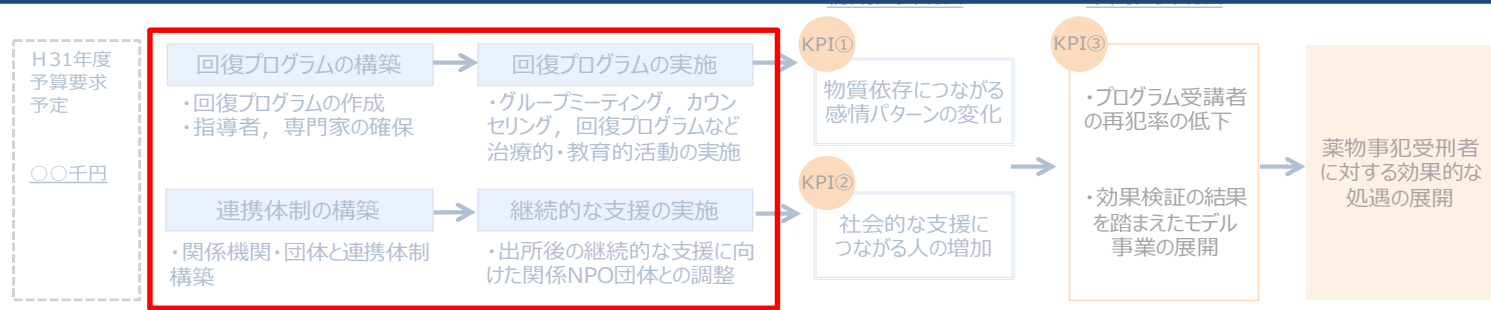 H31年度
予算要求
予定
○○千円
回復プログラムの構築
・回復プログラムの作成
・指導者，専門家の確保
回復プログラムの実施
・グループミーティング，カウン
セリング，回復プログラムなど
治療的・教育的活動の実施
連携体制の構築
・関係機関・団体と連携体制
構築
継続的な支援の実施
・出所後の継続的な支援に向
けた関係NPO団体との調整
KPI①
物質依存につながる
感情パターンの変化
KPI②
社会的な支援に
つながる人の増加
KPI③
・プログラム受講者
の再犯率の低下
・効果検証の結果
を踏まえたモデル
事業の展開
薬物事犯受刑者
に対する効果的な
処遇の展開